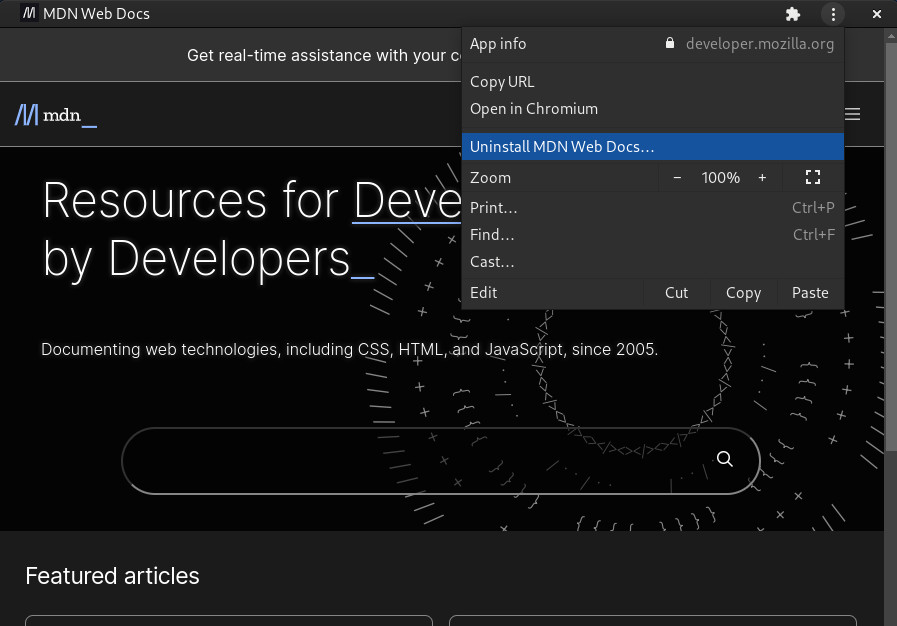 MDN Web Docs
Get real-time assistance with your co
App info developer.mozilla.org
Copy URL
Open in Chromium
mdn_
Uninstall MDN Web Docs…
Zoom − 100% +
Print… Ctrl+P
Find… Ctrl+F
Cast…
Edit Cut Copy Paste
Resources for Deve
by Developers_
Documenting web technologies, including CSS, HTML, and JavaScript, since 2005.
Featured articles